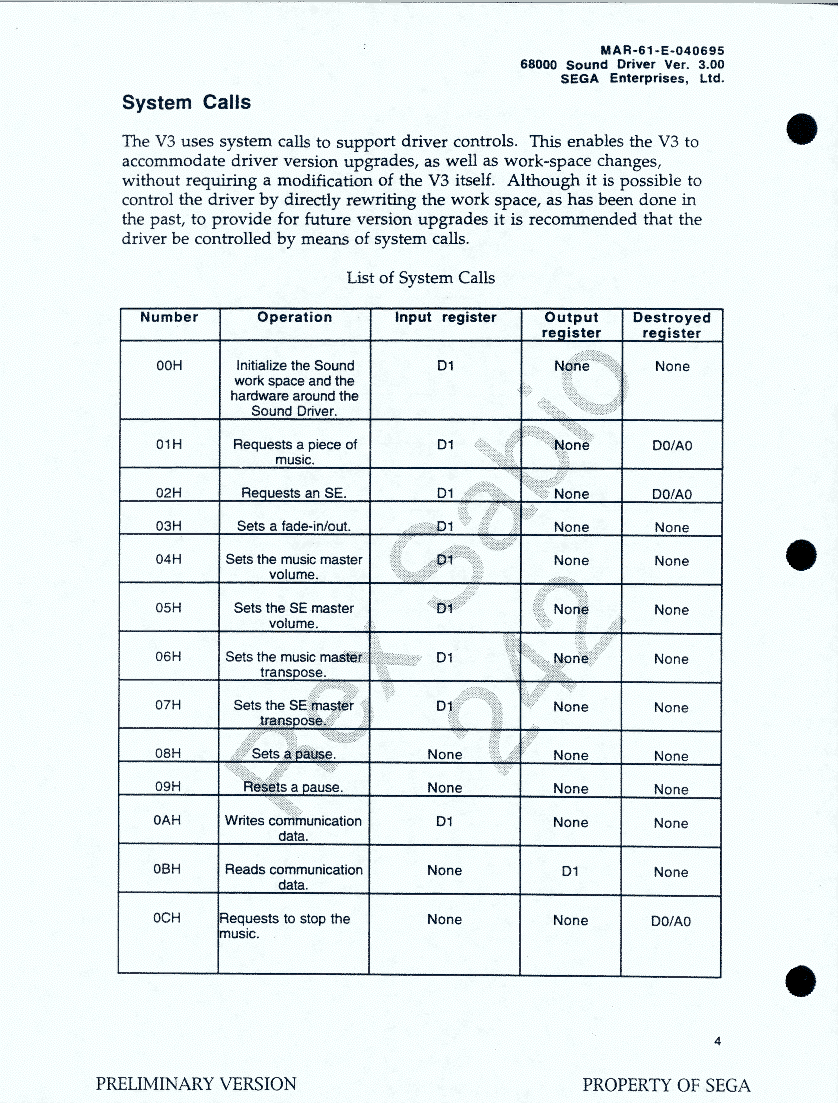 MAR-61-E-040695
68000 Sound Driver Ver. 3.00
SEGA Enterprises, Ltd.
System Calls
The V3 uses system calls to support driver controls. This enables the V3 to
accommodate driver version upgrades, as well as work-space changes,
without requiring a modification of the V3 itself. Although it is possible to
control the driver by directly rewriting the work space, as has been done in
the past, to provide for future version upgrades it is recommended that the
driver be controlled by means of system calls.
List of System Calls
Number Operation Input register Output register Destroyed register
00H Initialize the Sound work space and the hardware around the Sound Driver. D1 None None
01H Requests a piece of music. D1 None D0/A0
02H Requests an SE. D1 None D0/A0
03H Sets a fade-in/out. D1 None None
04H Sets the music master volume. D1 None None
05H Sets the SE master volume. D1 None None
06H Sets the music master transpose. D1 None None
07H Sets the SE master transpose. D1 None None
08H Sets a pause. None None None
09H Resets a pause. None None None
0AH Writes communication data. D1 None None
0BH Reads communication data. None D1 None
0CH Requests to stop the music. None None D0/A0
Rex Sabio
242
4
PRELIMINARY VERSION PROPERTY OF SEGA